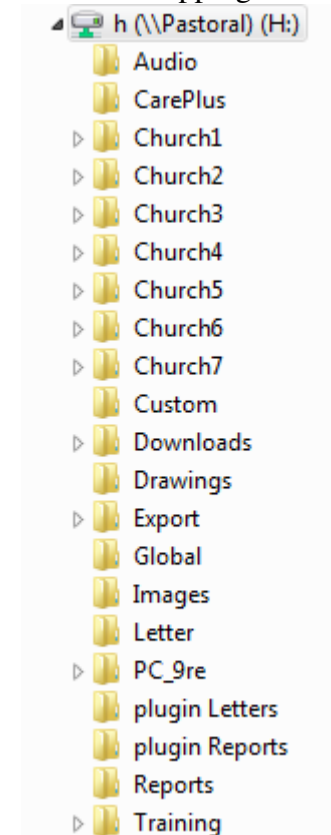 h (\\Pastoral) (H:)
Audio
CarePlus
Church1
Church2
Church3
Church4
Church5
Church6
Church7
Custom
Downloads
Drawings
Export
Global
Images
Letter
PC_9re
plugin Letters
plugin Reports
Reports
Training